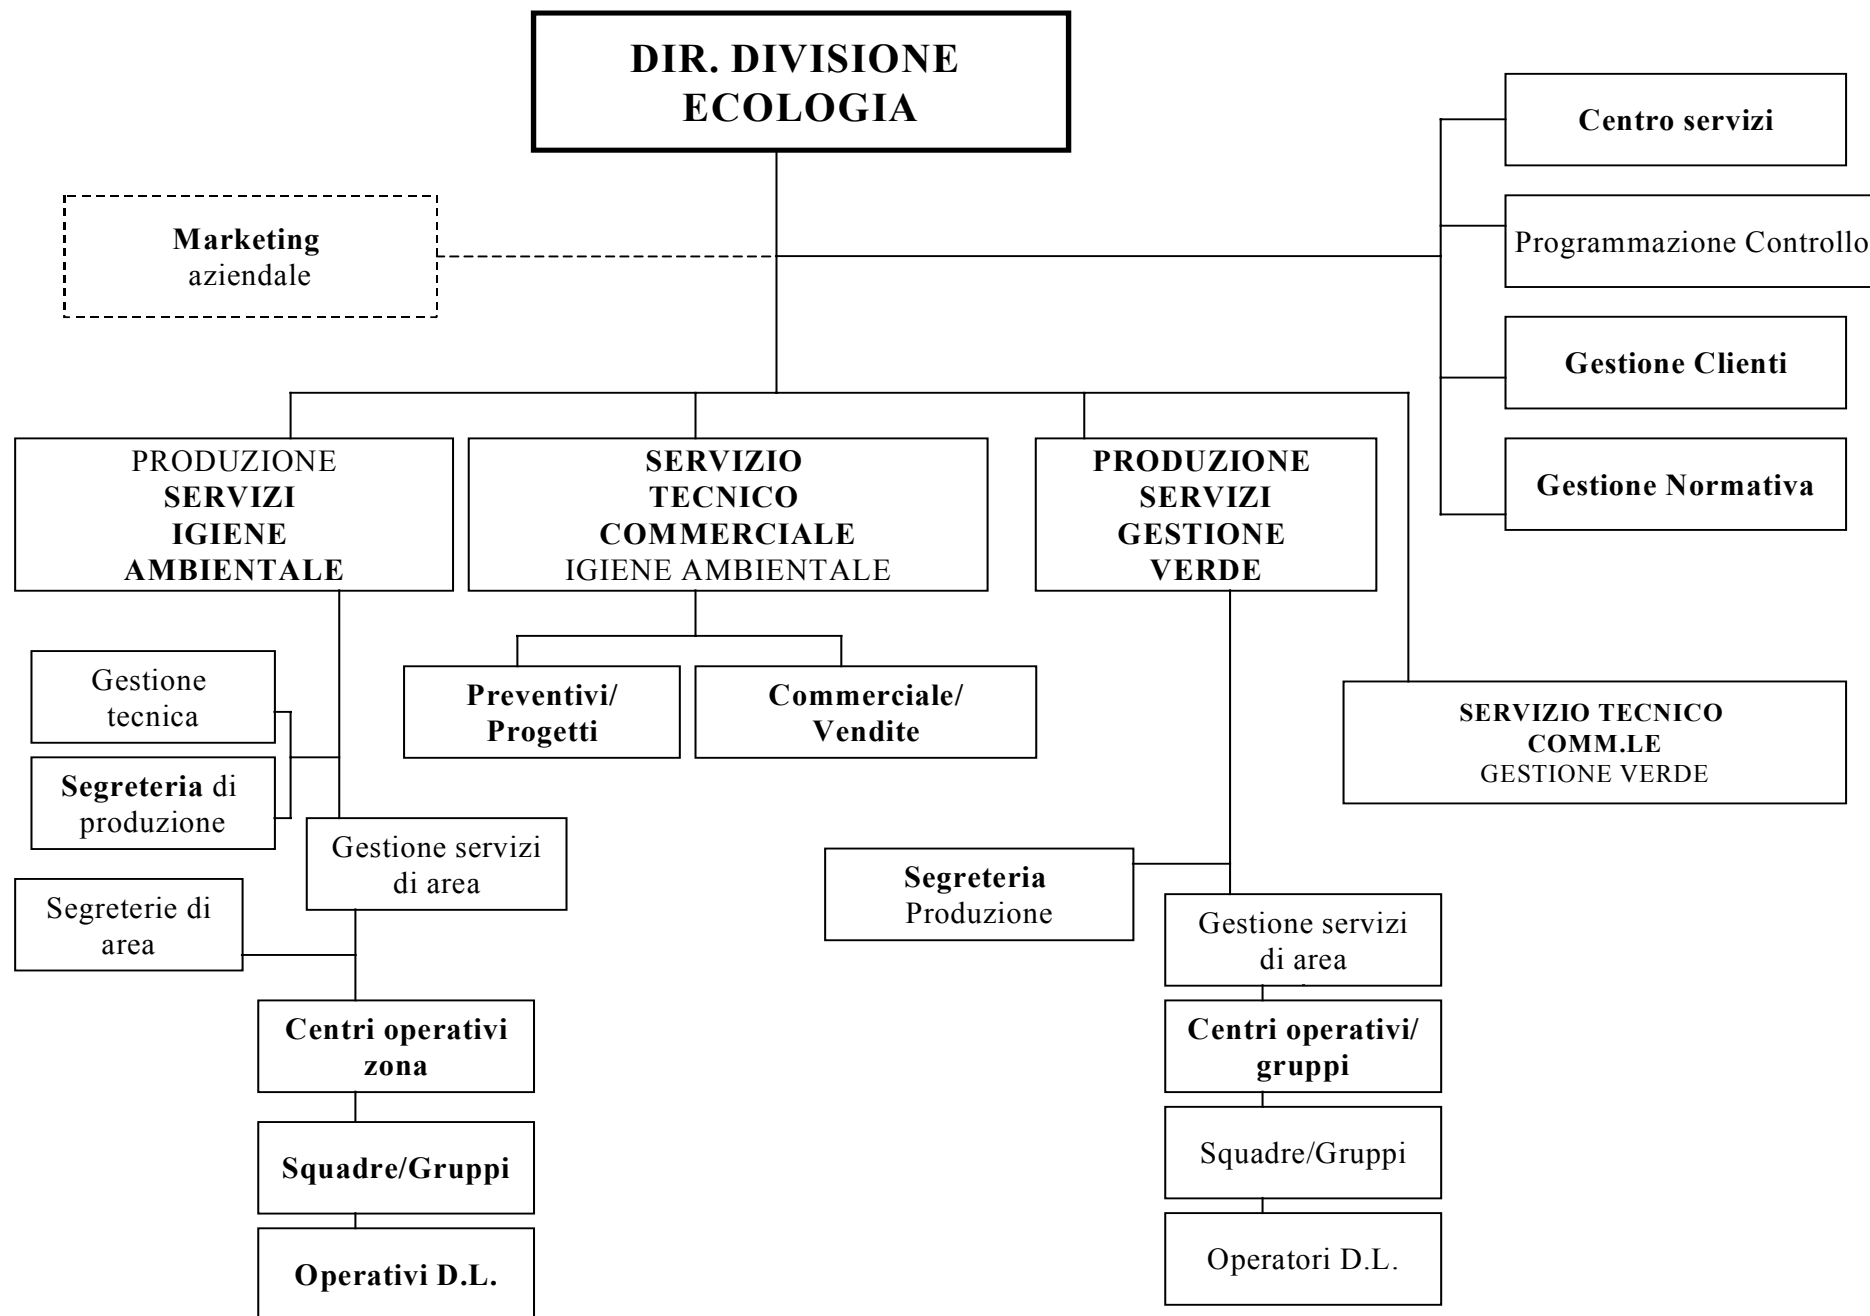 DIR. DIVISIONE
ECOLOGIA
Centro servizi
Marketing
aziendale
Programmazione Controllo
Gestione Clienti
Gestione Normativa
PRODUZIONE
SERVIZI
IGIENE
AMBIENTALE
SERVIZIO
TECNICO
COMMERCIALE
IGIENE AMBIENTALE
PRODUZIONE
SERVIZI
GESTIONE
VERDE
SERVIZIO TECNICO
COMM.LE
GESTIONE VERDE
Gestione
tecnica
Segreteria di
produzione
Preventivi/
Progetti
Commerciale/
Vendite
Gestione servizi
di area
Segreterie di
area
Centri operativi
zona
Squadre/Gruppi
Operativi D.L.
Segreteria
Produzione
Gestione servizi
di area
Centri operativi/
gruppi
Squadre/Gruppi
Operatori D.L.